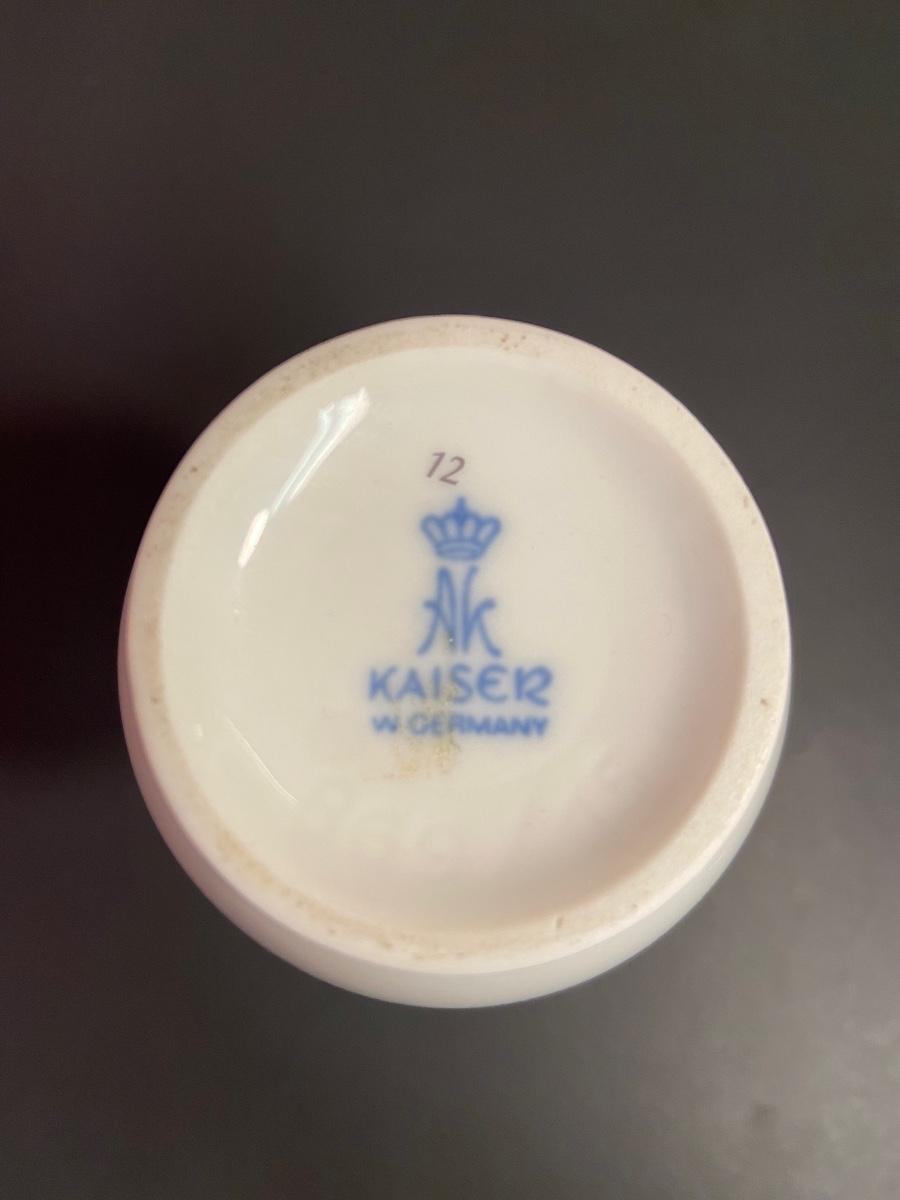 12
AK
KAISER
W. GERMANY